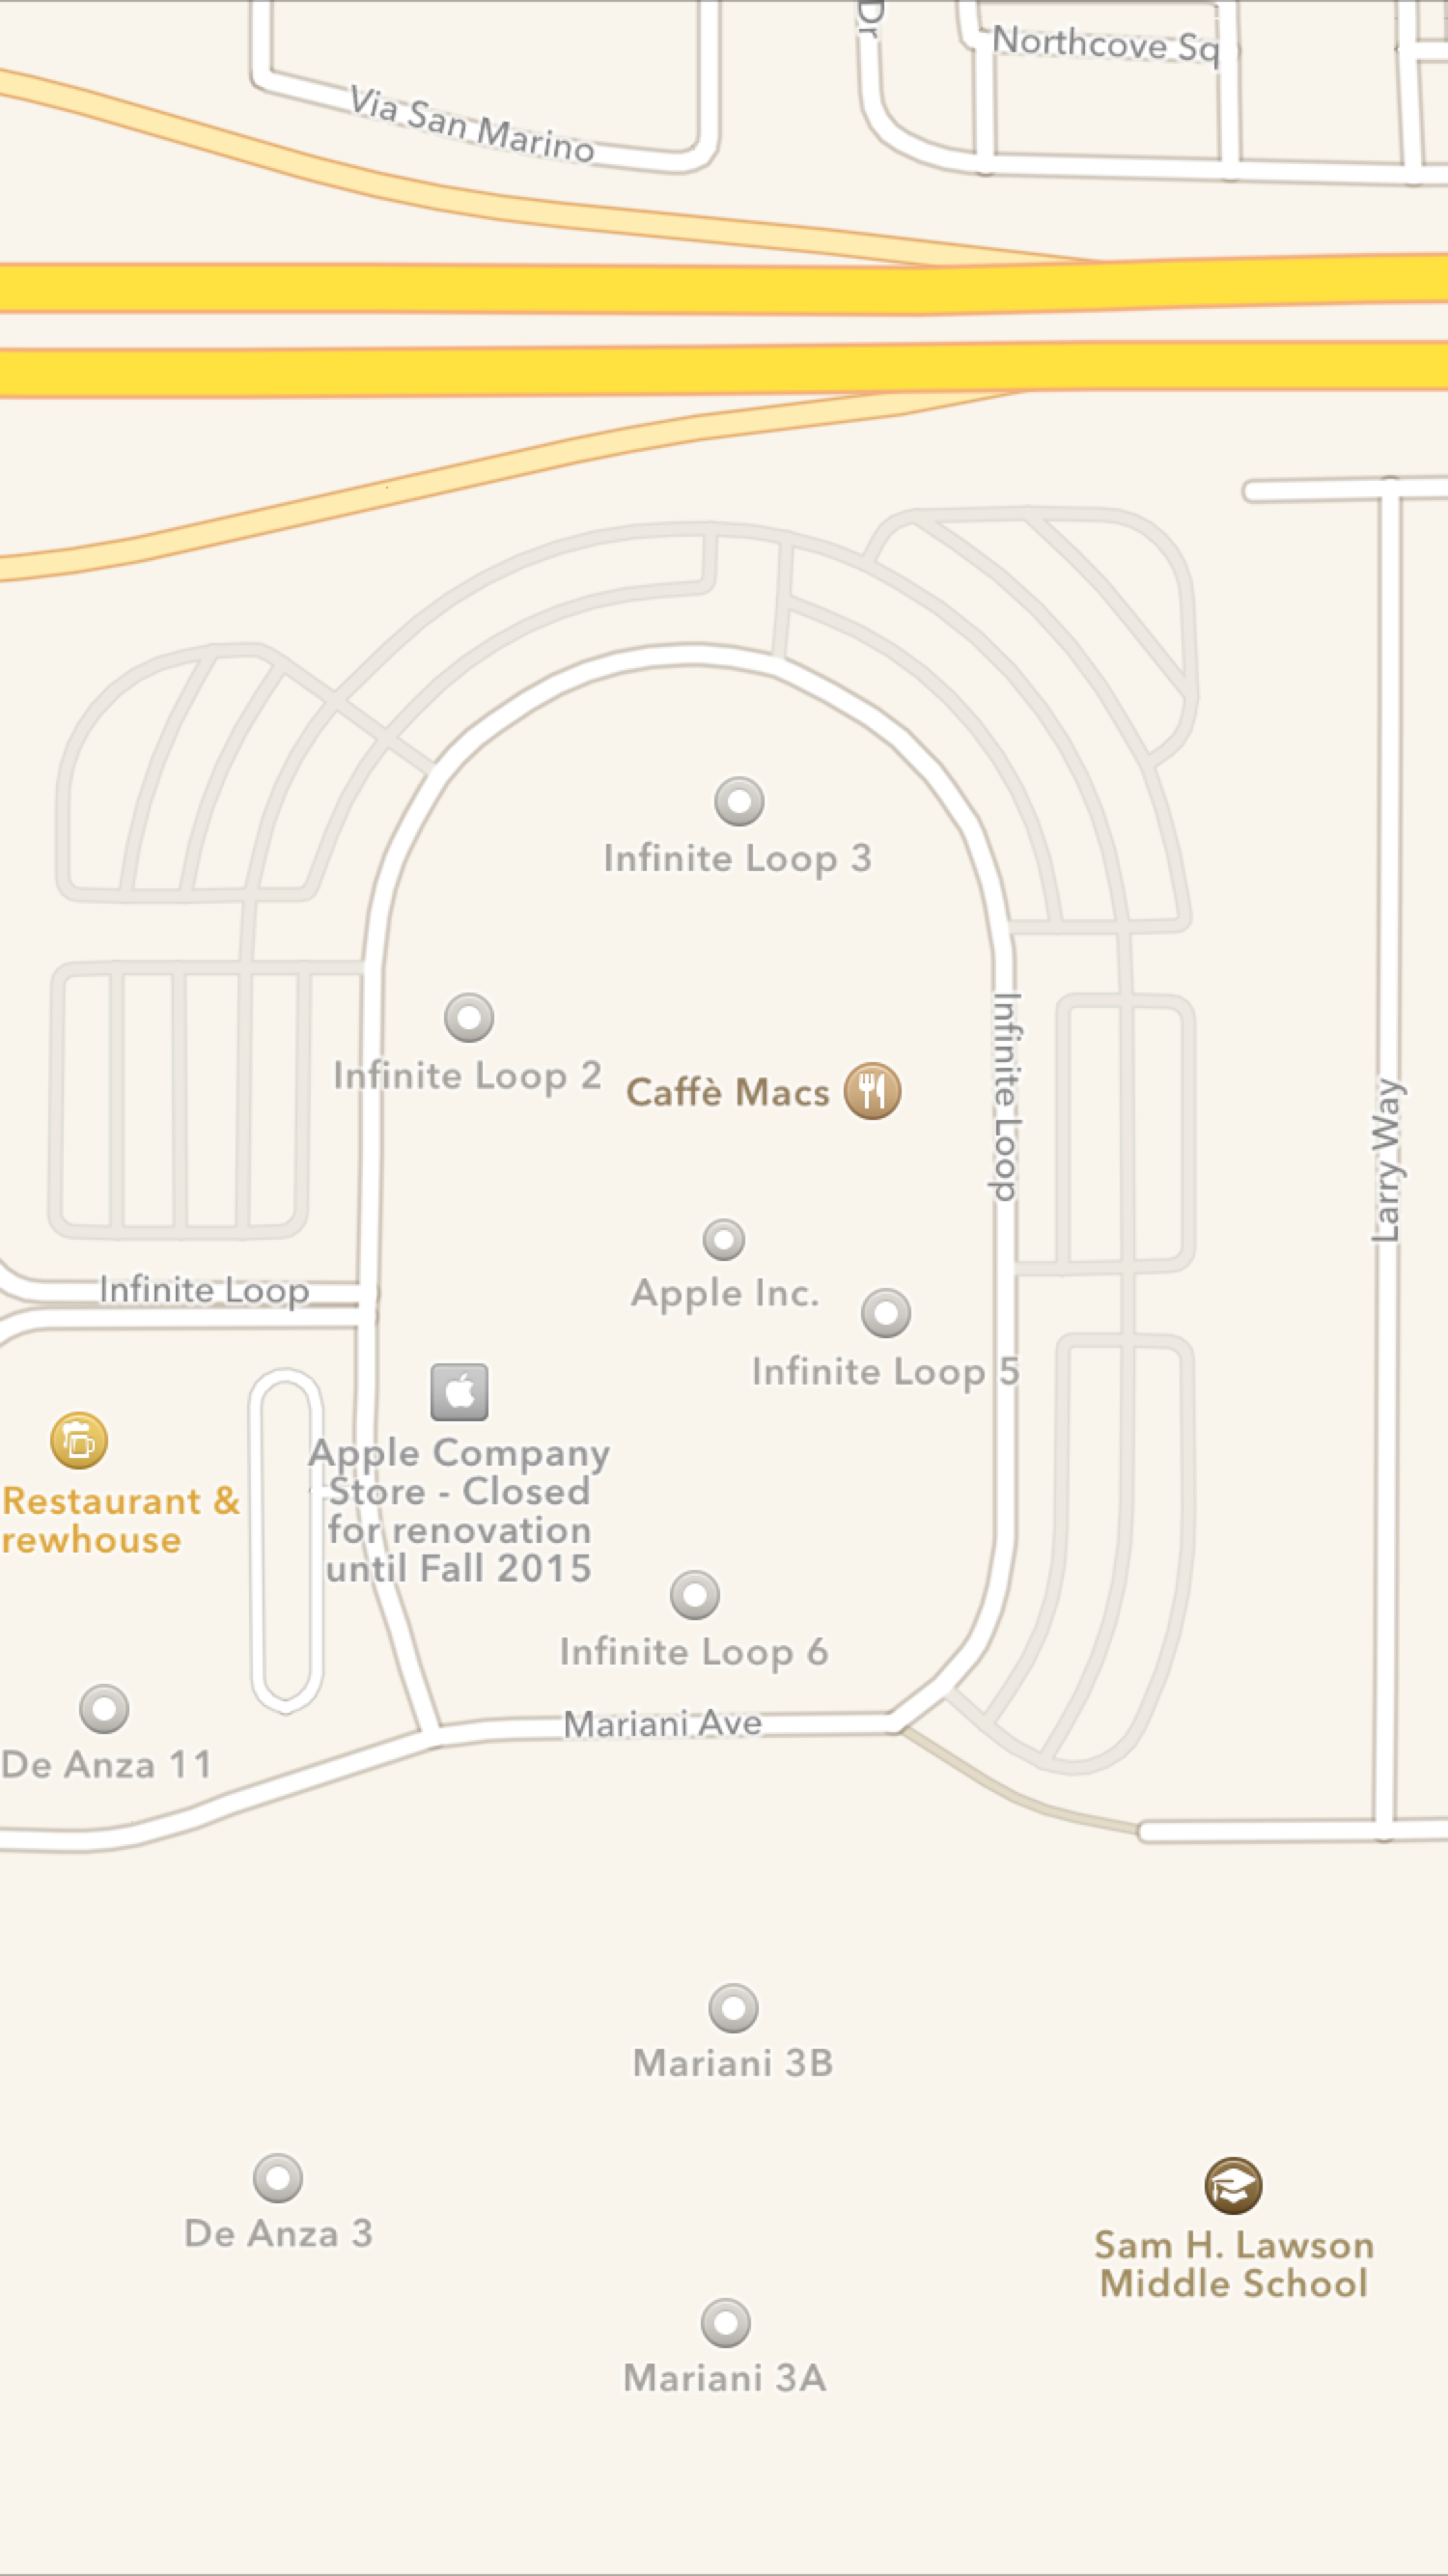 Dr
Northcove Sq
Via San Marino
Infinite Loop 3
Infinite Loop 2
Caffè Macs
Infinite Loop
Larry Way
Apple Inc.
Infinite Loop
Infinite Loop 5
Apple Company
Store - Closed
for renovation
until Fall 2015
Restaurant &
rewhouse
Infinite Loop 6
Mariani Ave
De Anza 11
Mariani 3B
De Anza 3
Sam H. Lawson
Middle School
Mariani 3A